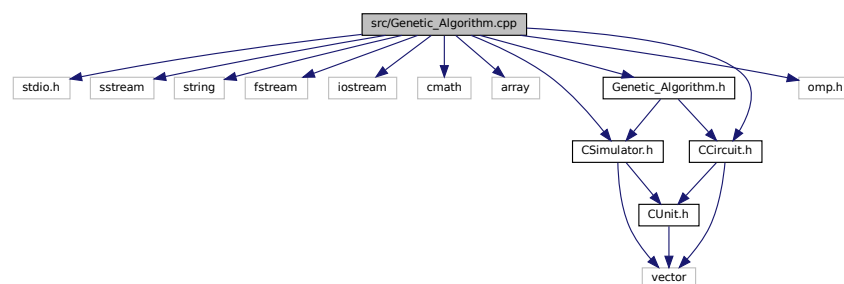 src/Genetic_Algorithm.cpp
stdio.h
sstream
string
fstream
iostream
cmath
array
Genetic_Algorithm.h
omp.h
CSimulator.h
CCircuit.h
CUnit.h
vector